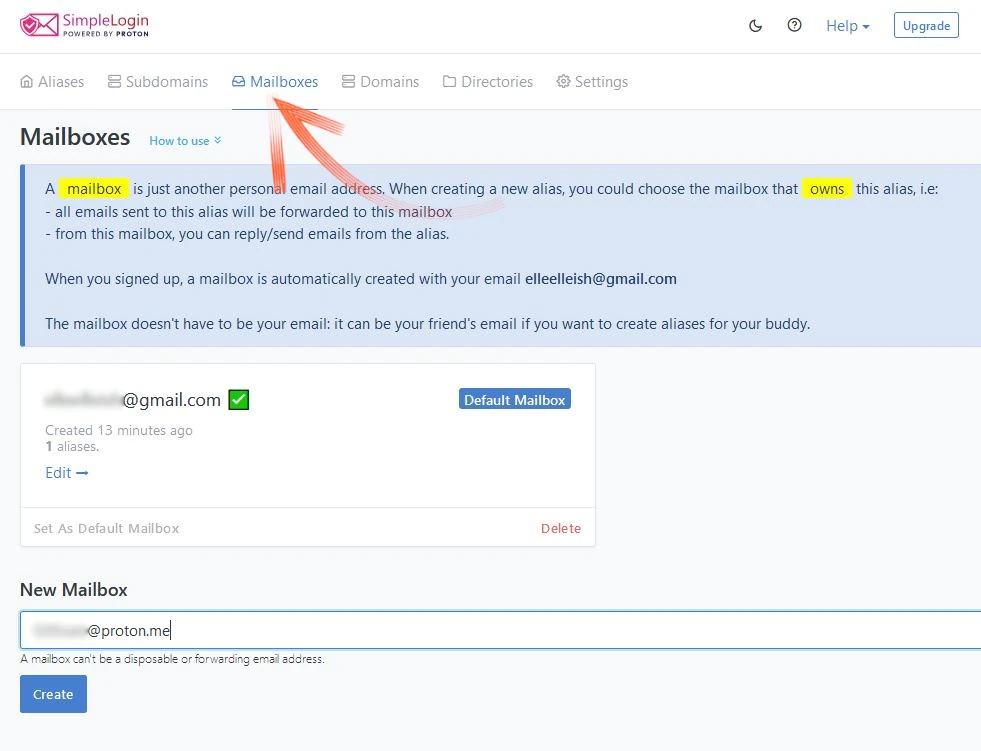 SimpleLogin
POWERED BY PROTON
Help
Upgrade
Aliases
Subdomains
Mailboxes
Domains
Directories
Settings
Mailboxes
How to use
A mailbox is just another personal email address. When creating a new alias, you could choose the mailbox that owns this alias, i.e:
- all emails sent to this alias will be forwarded to this mailbox
- from this mailbox, you can reply/send emails from the alias.
When you signed up, a mailbox is automatically created with your email elleelleish@gmail.com
The mailbox doesn't have to be your email: it can be your friend's email if you want to create aliases for your buddy.
@gmail.com
Default Mailbox
Created 13 minutes ago
1 aliases.
Edit →
Set As Default Mailbox
Delete
New Mailbox
@proton.me
A mailbox can't be a disposable or forwarding email address.
Create